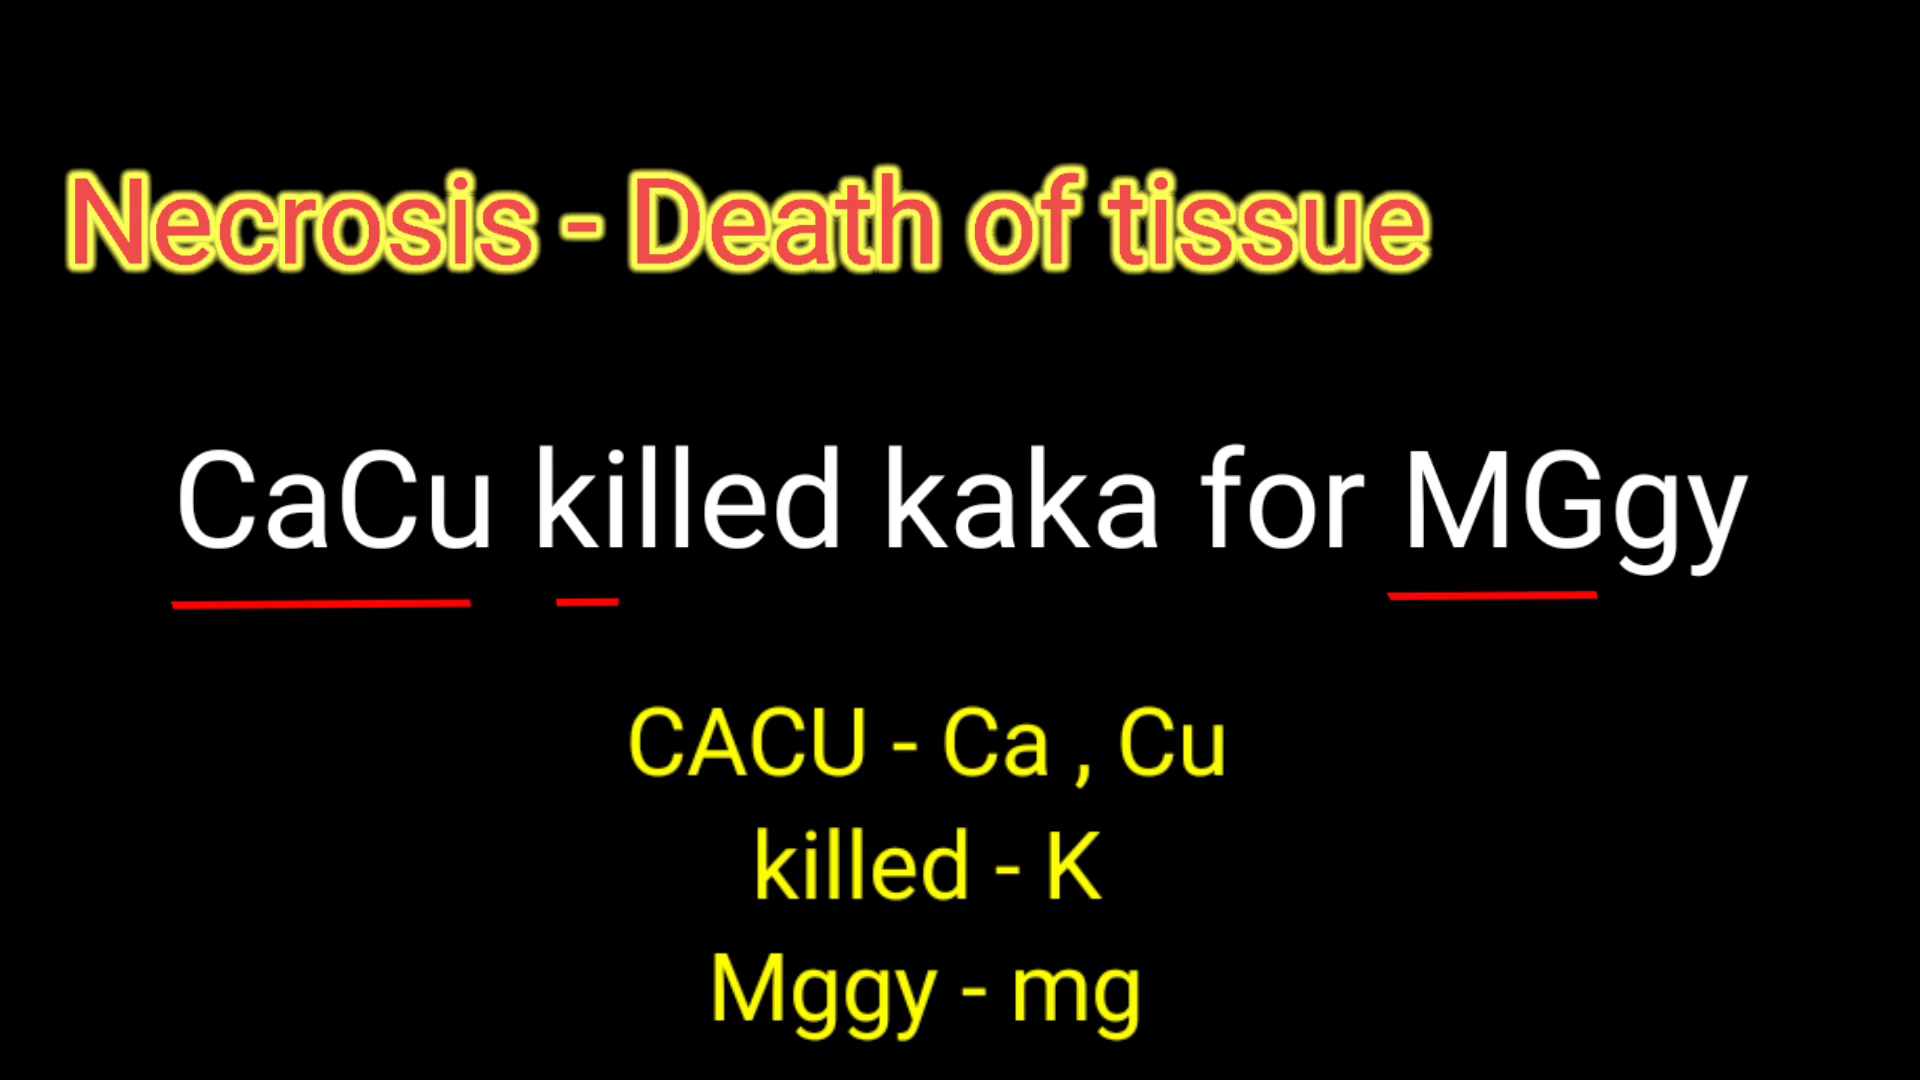 Necrosis - Death of tissue
CaCu killed kaka for MGgy
CACU - Ca , Cu
killed - K
Mggy - mg